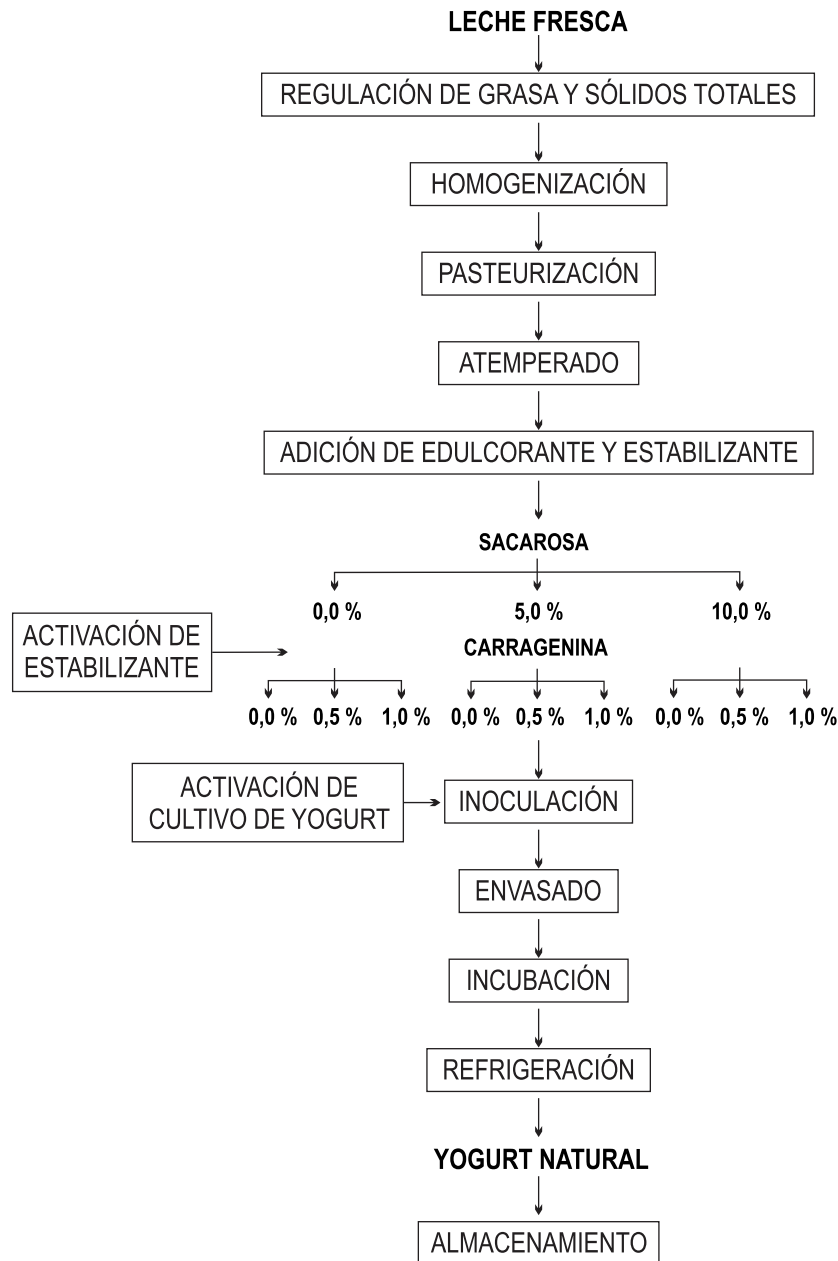 LECHE FRESCA
REGULACIÓN DE GRASA Y SÓLIDOS TOTALES
HOMOGENIZACIÓN
PASTEURIZACIÓN
ATEMPERADO
ADICIÓN DE EDULCORANTE Y ESTABILIZANTE
SACAROSA
0,0 % 5,0 % 10,0 %
ACTIVACIÓN DE
ESTABILIZANTE
CARRAGENINA
0,0 % 0,5 % 1,0 % 0,0 % 0,5 % 1,0 % 0,0 % 0,5 % 1,0 %
ACTIVACIÓN DE
CULTIVO DE YOGURT
INOCULACIÓN
ENVASADO
INCUBACIÓN
REFRIGERACIÓN
YOGURT NATURAL
ALMACENAMIENTO